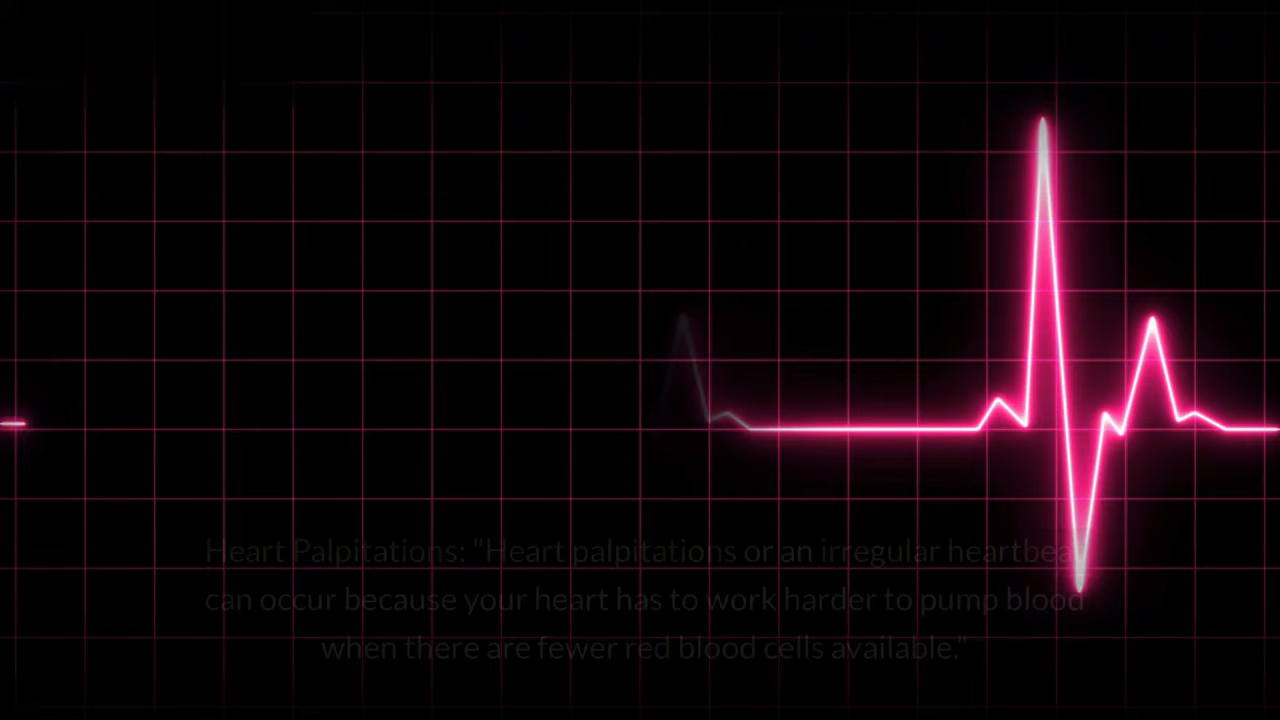 Heart Palpitations: "Heart palpitations or an irregular heartbeat
can occur because your heart has to work harder to pump blood
when there are fewer red blood cells available."